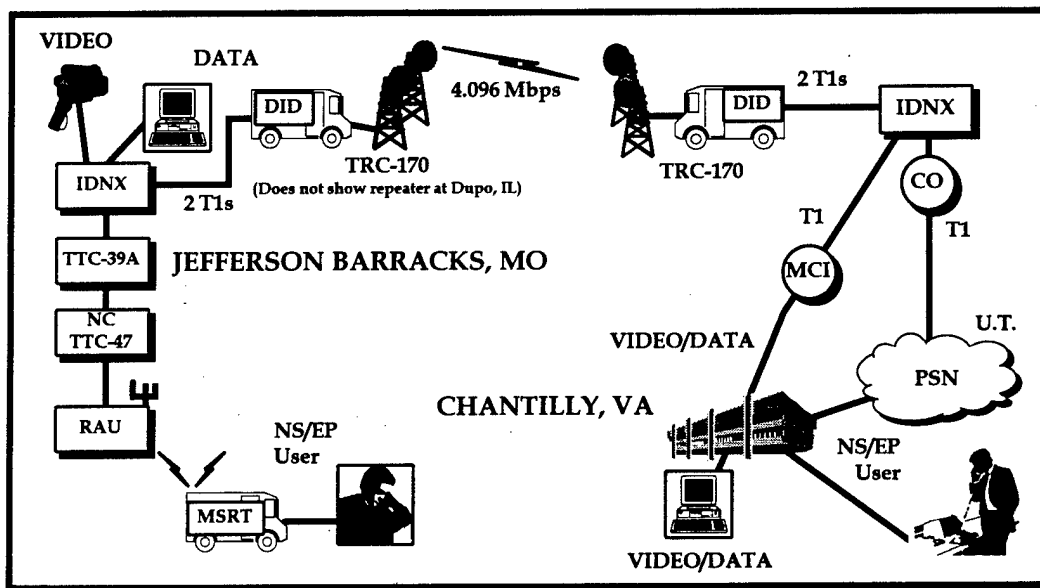 VIDEO
DATA
DID
4.096 Mbps
DID
2 T1s
IDNX
TRC-170
(Does not show repeater at Dupo, IL)
TRC-170
IDNX
2 T1s
CO
T1
T1
TTC-39A
JEFFERSON BARRACKS, MO
MCI
NC
TTC-47
VIDEO/DATA
U.T.
PSN
RAU
CHANTILLY, VA
NS/EP
User
NS/EP
User
MSRT
VIDEO/DATA